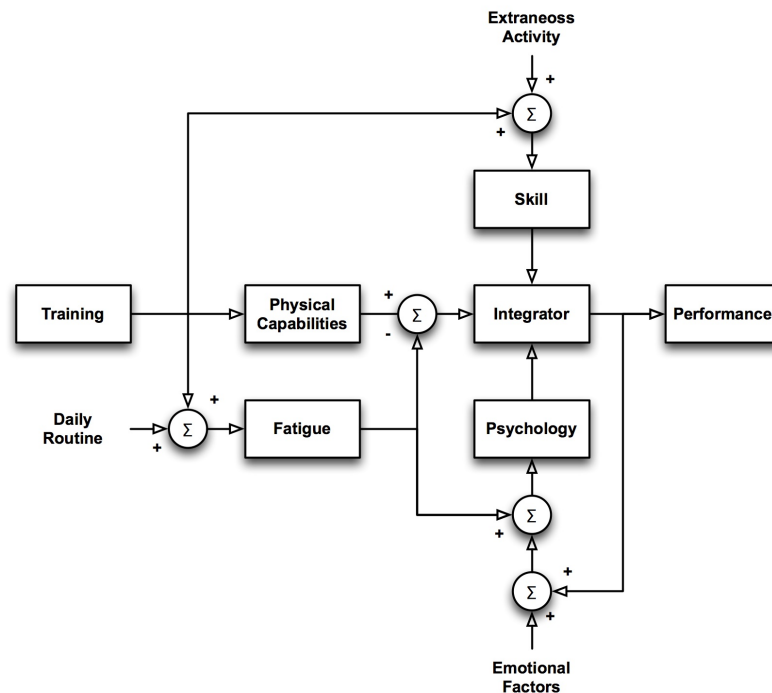 Extraneoss
Activity
+
Σ
+
Skill
Training
Physical
Capabilities
+
Σ
-
Integrator
Performance
Daily
Routine
+
Σ
+
Fatigue
Psychology
Σ
+
+
Σ
+
Emotional
Factors